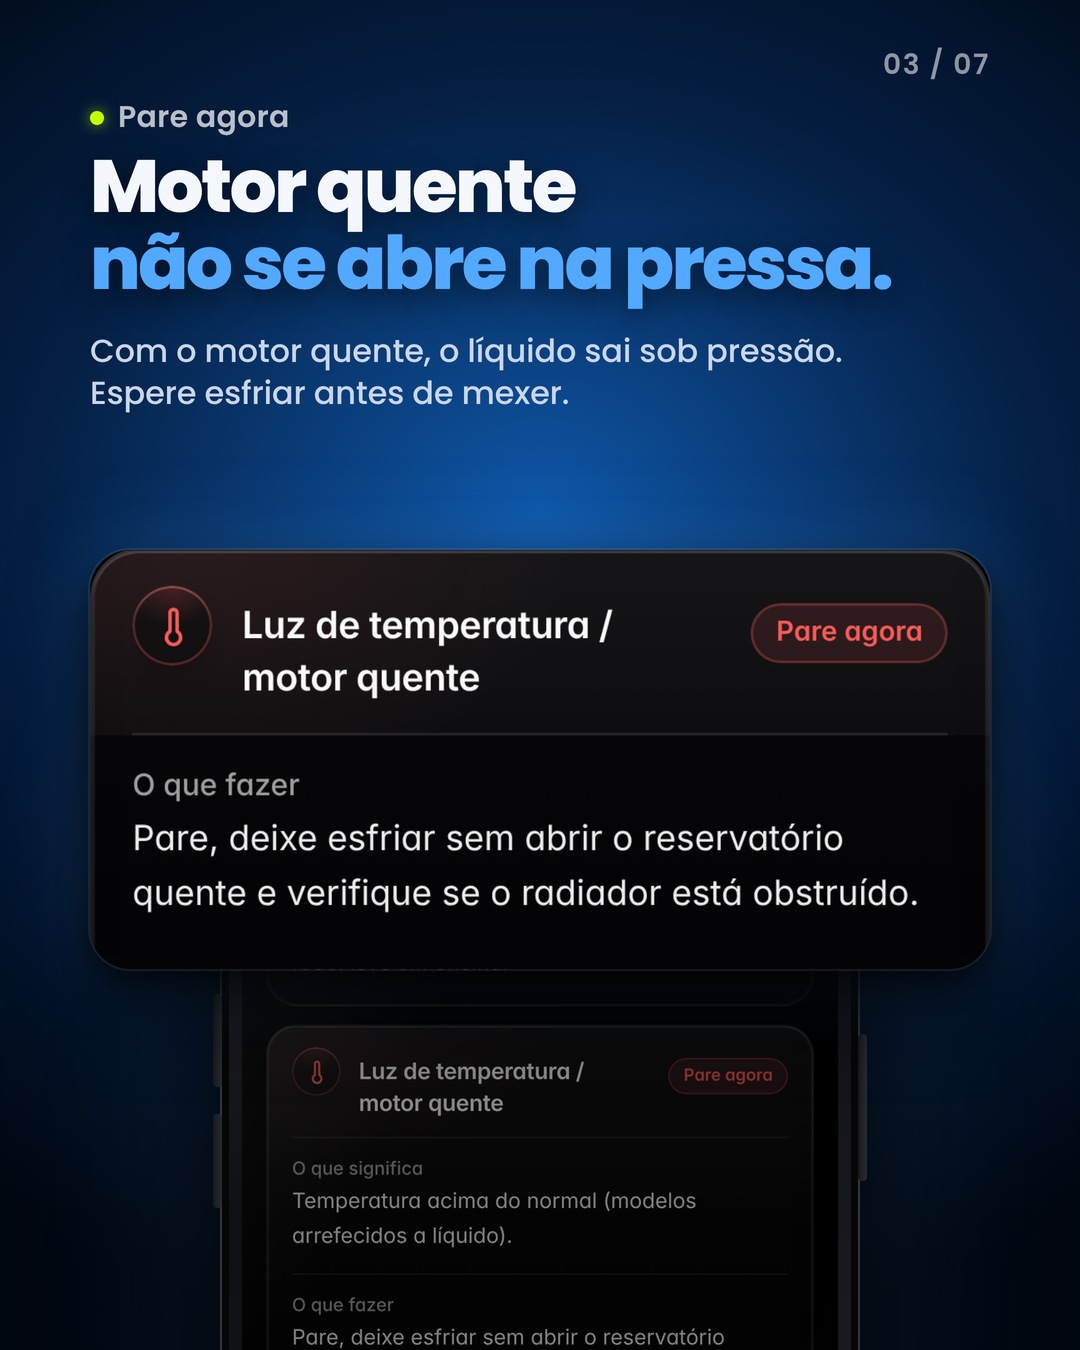 03 / 07
Pare agora
Motor quente
não se abre na pressa.
Com o motor quente, o líquido sai sob pressão.
Espere esfriar antes de mexer.
Luz de temperatura /
motor quente
Pare agora
O que fazer
Pare, deixe esfriar sem abrir o reservatório
quente e verifique se o radiador está obstruído.
Luz de temperatura /
motor quente
Pare agora
O que significa
Temperatura acima do normal (modelos
arrefecidos a líquido).
O que fazer
Pare, deixe esfriar sem abrir o reservatório